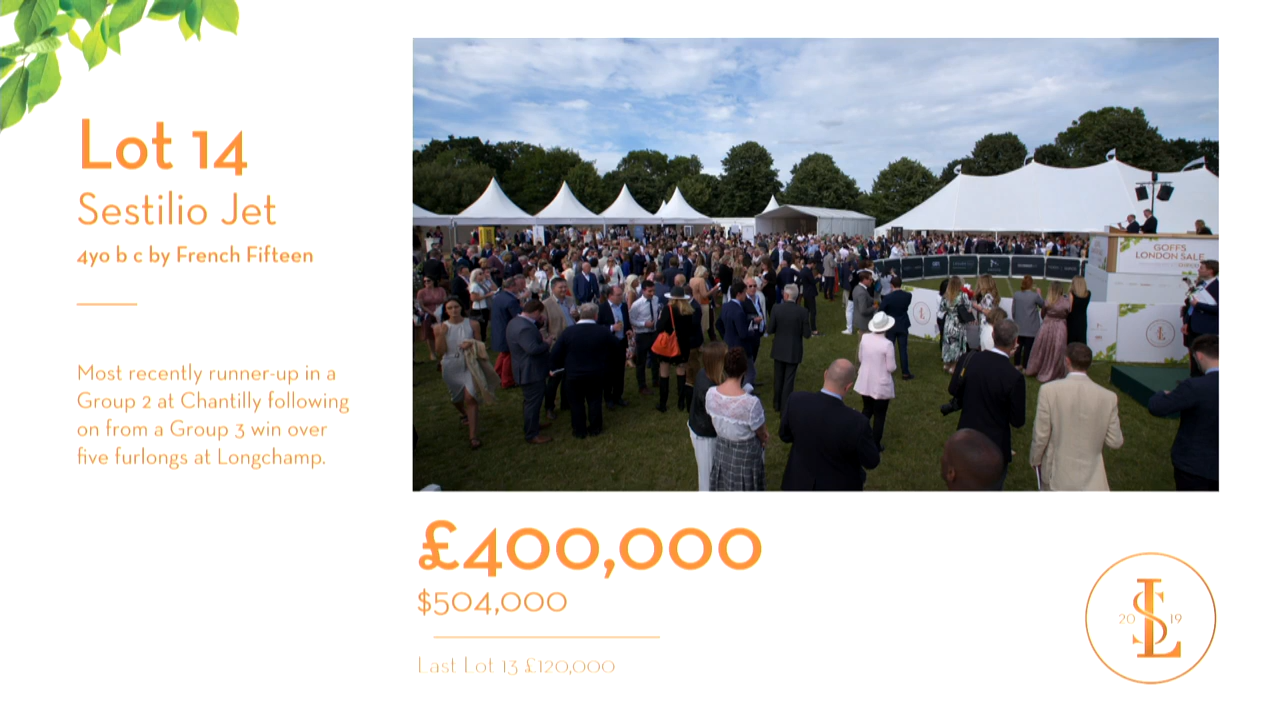 Lot 14
Sestilio Jet
4yo b c by French Fifteen
Most recently runner-up in a
Group 2 at Chantilly following
on from a Group 3 win over
five furlongs at Longchamp.
GOFFS
LONDON SALE
£400,000
$504,000
Last Lot 13 £120,000
20 SL 19